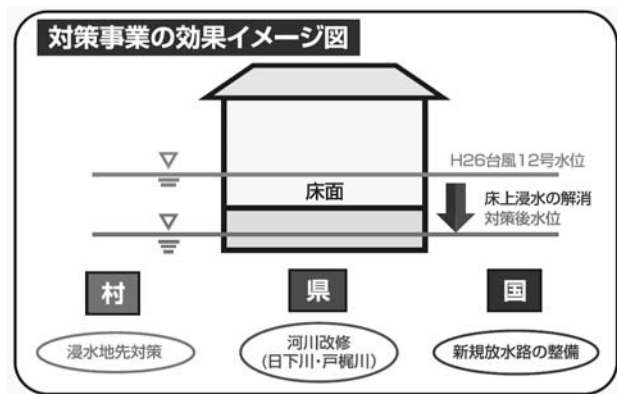 対策事業の効果イメージ図
H26台風12号水位
床面
床上浸水の解消
対策後水位
村
県
国
浸水地先対策
河川改修
(日下川・戸梶川)
新規放水路の整備